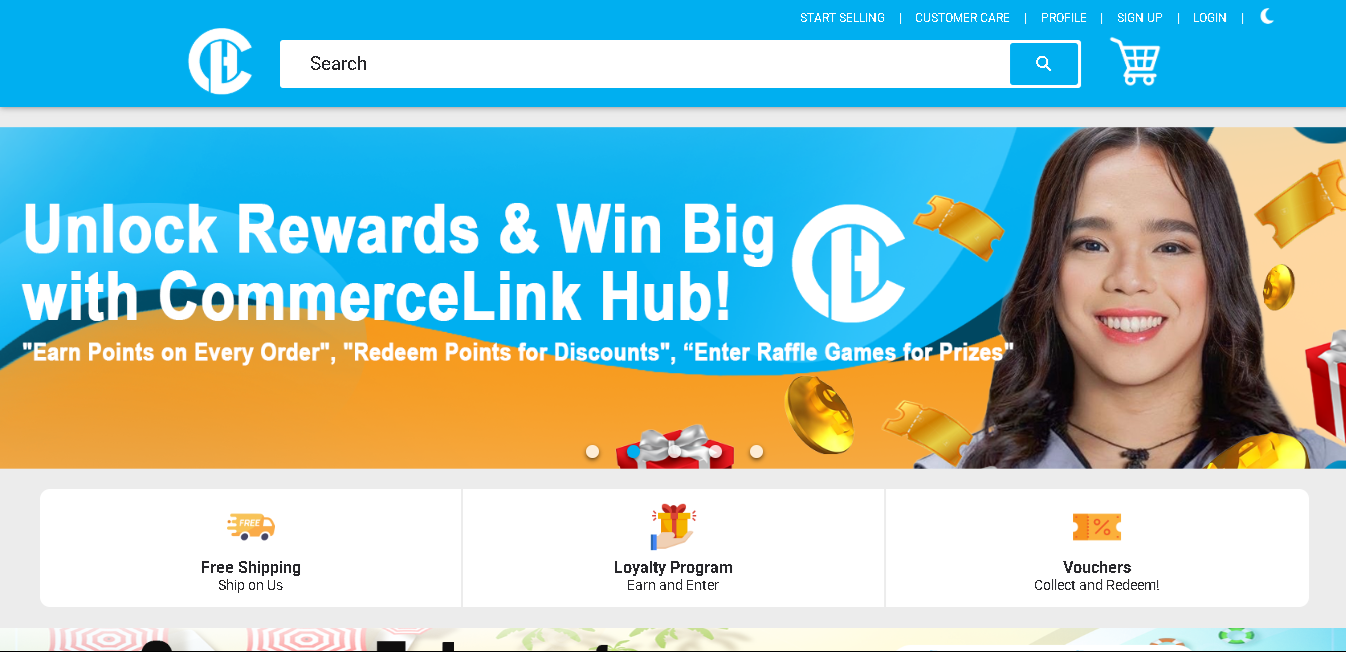 START SELLING | CUSTOMER CARE | PROFILE | SIGN UP | LOGIN |
Search
Unlock Rewards & Win Big
with CommerceLink Hub!
"Earn Points on Every Order", "Redeem Points for Discounts", “Enter Raffle Games for Prizes"
FREE
Free Shipping
Ship on Us
Loyalty Program
Earn and Enter
%
Vouchers
Collect and Redeem!